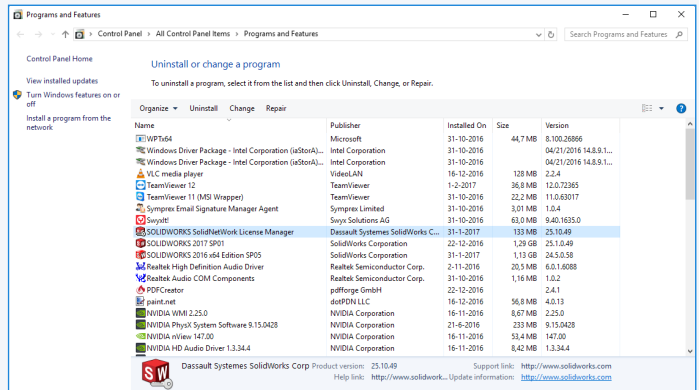 Programs and Features
Control Panel > All Control Panel Items > Programs and Features
Search Programs and Features
Control Panel Home
View installed updates
Turn Windows features on or off
Install a program from the network
Uninstall or change a program
To uninstall a program, select it from the list and then click Uninstall, Change, or Repair.
Organize Uninstall Change Repair
Name Publisher Installed On Size Version
WPTx64 Microsoft 31-10-2016 44,7 MB 8.100.26866
Windows Driver Package - Intel Corporation (iaStorA)... Intel Corporation 31-10-2016 04/21/2016 14.8.9.1...
Windows Driver Package - Intel Corporation (iaStorA)... Intel Corporation 31-10-2016 04/21/2016 14.8.9.1...
VLC media player VideoLAN 16-12-2016 128 MB 2.2.4
TeamViewer 12 TeamViewer 1-2-2017 36,8 MB 12.0.72365
TeamViewer 11 (MSI Wrapper) TeamViewer 31-10-2016 22,2 MB 11.0.63017
Symprex Email Signature Manager Agent Symprex Limited 31-10-2016 3,01 MB 1.0.4
SwyxIt! Swyx Solutions AG 31-10-2016 63,0 MB 9.40.1635.0
SOLIDWORKS SolidNetWork License Manager Dassault Systemes SolidWorks C... 31-1-2017 133 MB 25.10.49
SOLIDWORKS 2017 SP01 SolidWorks Corporation 22-12-2016 1,29 GB 25.1.0.49
SOLIDWORKS 2016 x64 Edition SP05 SolidWorks Corporation 31-1-2017 1,13 GB 24.5.0.58
Realtek High Definition Audio Driver Realtek Semiconductor Corp. 2-11-2016 20,5 MB 6.0.1.6088
Realtek Audio COM Components Realtek Semiconductor Corp. 31-10-2016 1,16 MB 1.0.2
PDFCreator pdfforge GmbH 22-12-2016 2.4.1
paint.net dotPDN LLC 16-12-2016 56,8 MB 4.0.13
NVIDIA WMI 2.25.0 NVIDIA Corporation 16-11-2016 8,67 MB 2.25.0
NVIDIA PhysX System Software 9.15.0428 NVIDIA Corporation 21-6-2016 233 MB 9.15.0428
NVIDIA nView 147.00 NVIDIA Corporation 16-11-2016 53,4 MB 147.00
NVIDIA HD Audio Driver 1.3.34.4 NVIDIA Corporation 16-11-2016 8,42 MB 1.3.34.4
SW Dassault Systemes SolidWorks Corp Product version: 25.10.49 Support link: http://www.solidworks.com
Help link: http://www.solidwork... Update information: http://www.solidworks.com